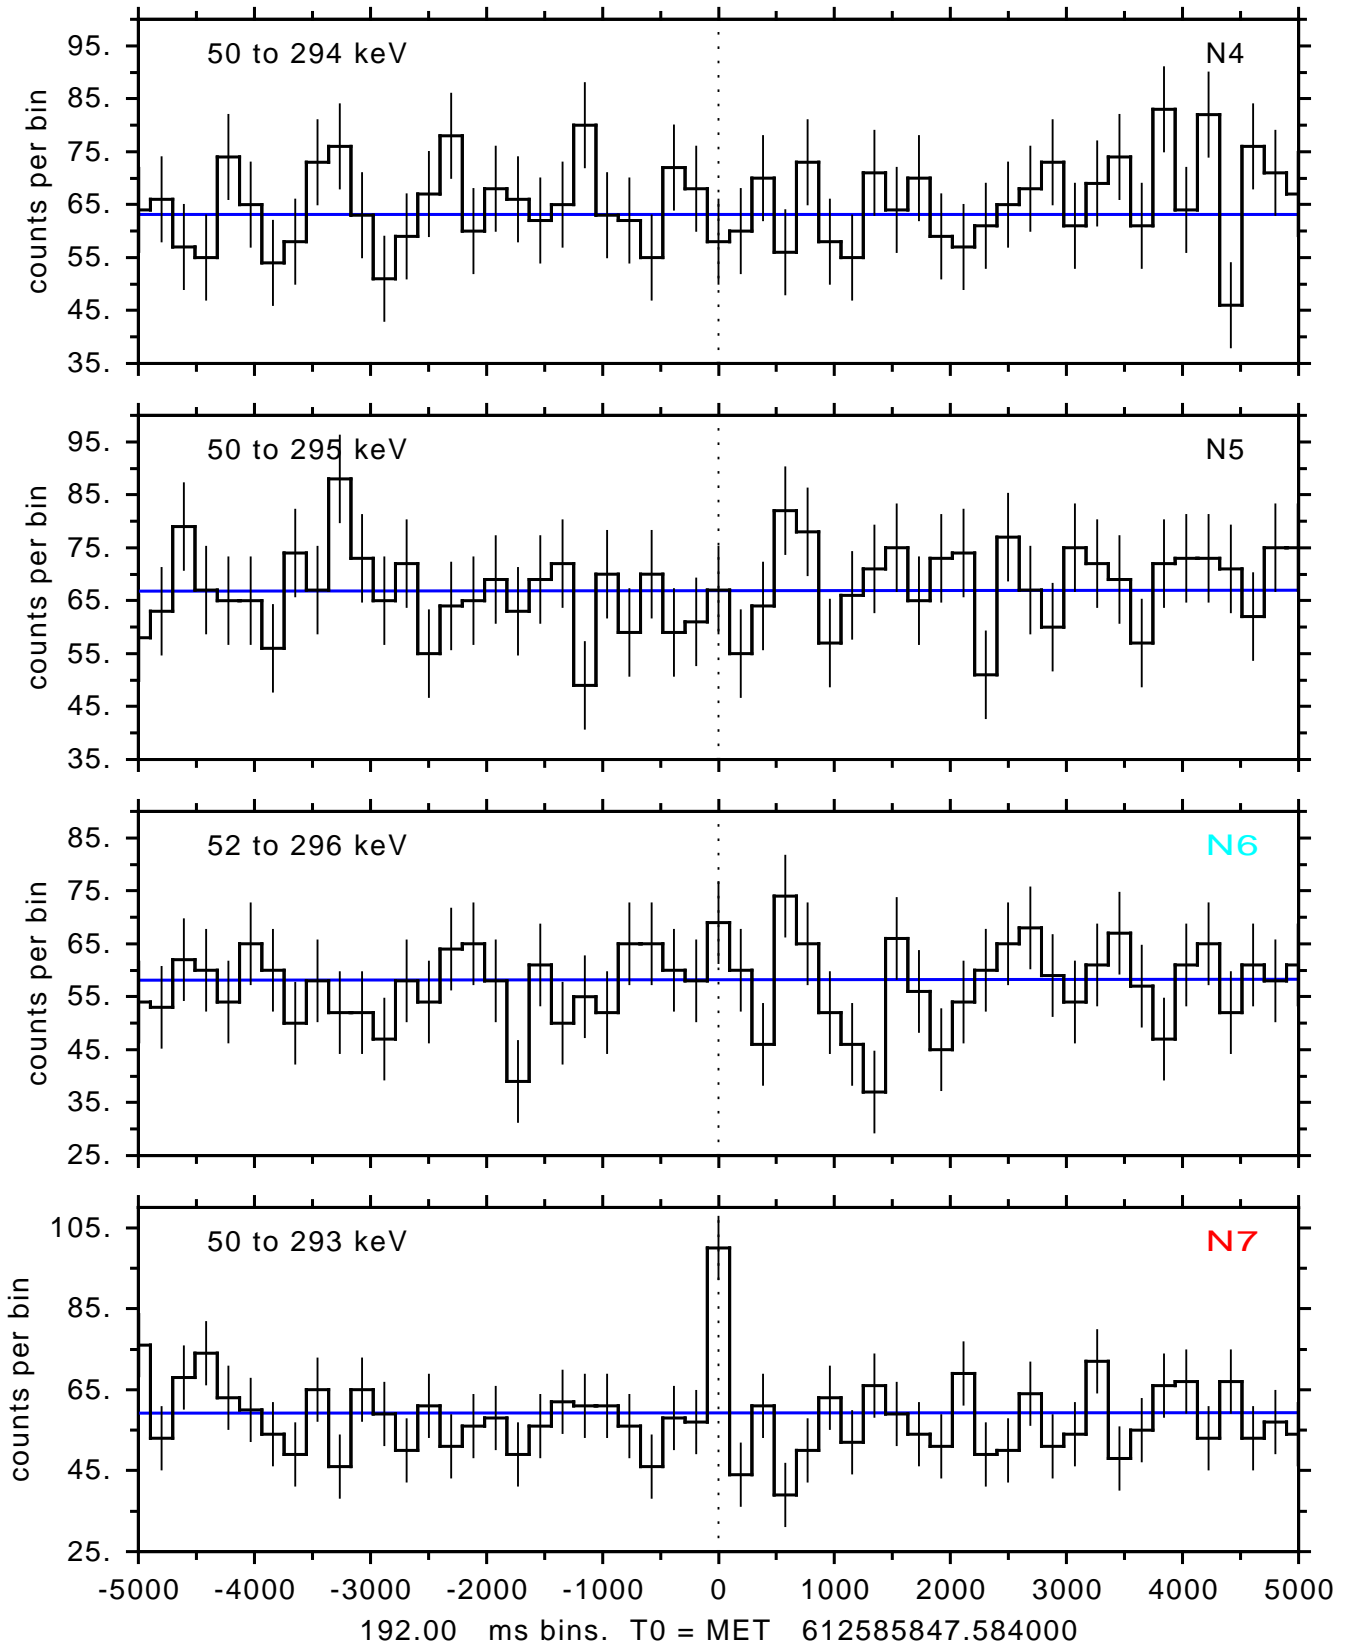 50 to 294 keV N4
95.
85.
75.
65.
55.
45.
35.
counts per bin
50 to 295 keV N5
95.
85.
75.
65.
55.
45.
35.
counts per bin
52 to 296 keV N6
85.
75.
65.
55.
45.
35.
25.
counts per bin
50 to 293 keV N7
105.
85.
65.
45.
25.
counts per bin
-5000 -4000 -3000 -2000 -1000 0 1000 2000 3000 4000 5000
192.00 ms bins. T0 = MET 612585847.584000